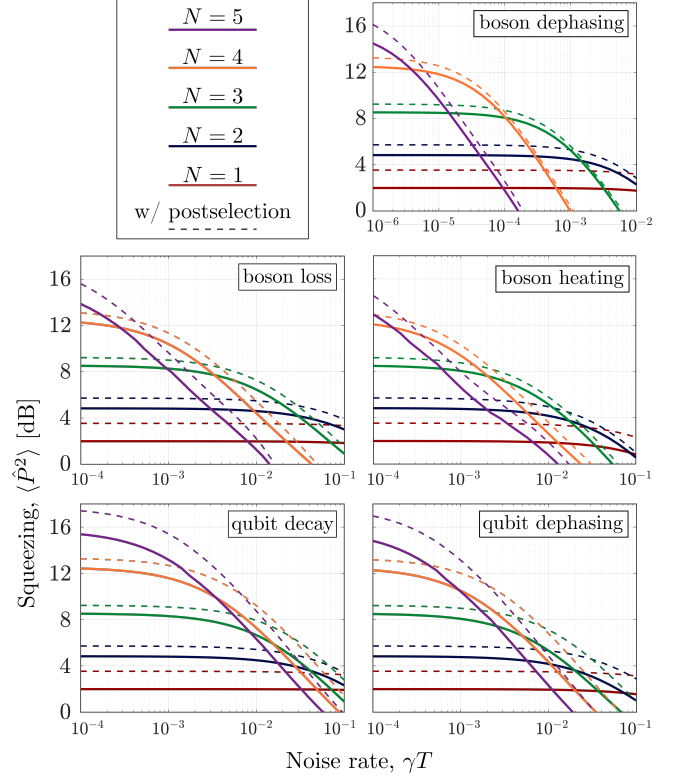 N = 5
N = 4
N = 3
N = 2
N = 1
w/ postselection
boson dephasing
16
12
8
4
0
10⁻⁶ 10⁻⁵ 10⁻⁴ 10⁻³ 10⁻²
boson loss
16
12
8
4
0
10⁻⁴ 10⁻³ 10⁻² 10⁻¹
boson heating
10⁻⁴ 10⁻³ 10⁻² 10⁻¹
qubit decay
16
12
8
4
0
10⁻⁴ 10⁻³ 10⁻² 10⁻¹
qubit dephasing
10⁻⁴ 10⁻³ 10⁻² 10⁻¹
Squeezing, ⟨P̂²⟩ [dB]
Noise rate, γT